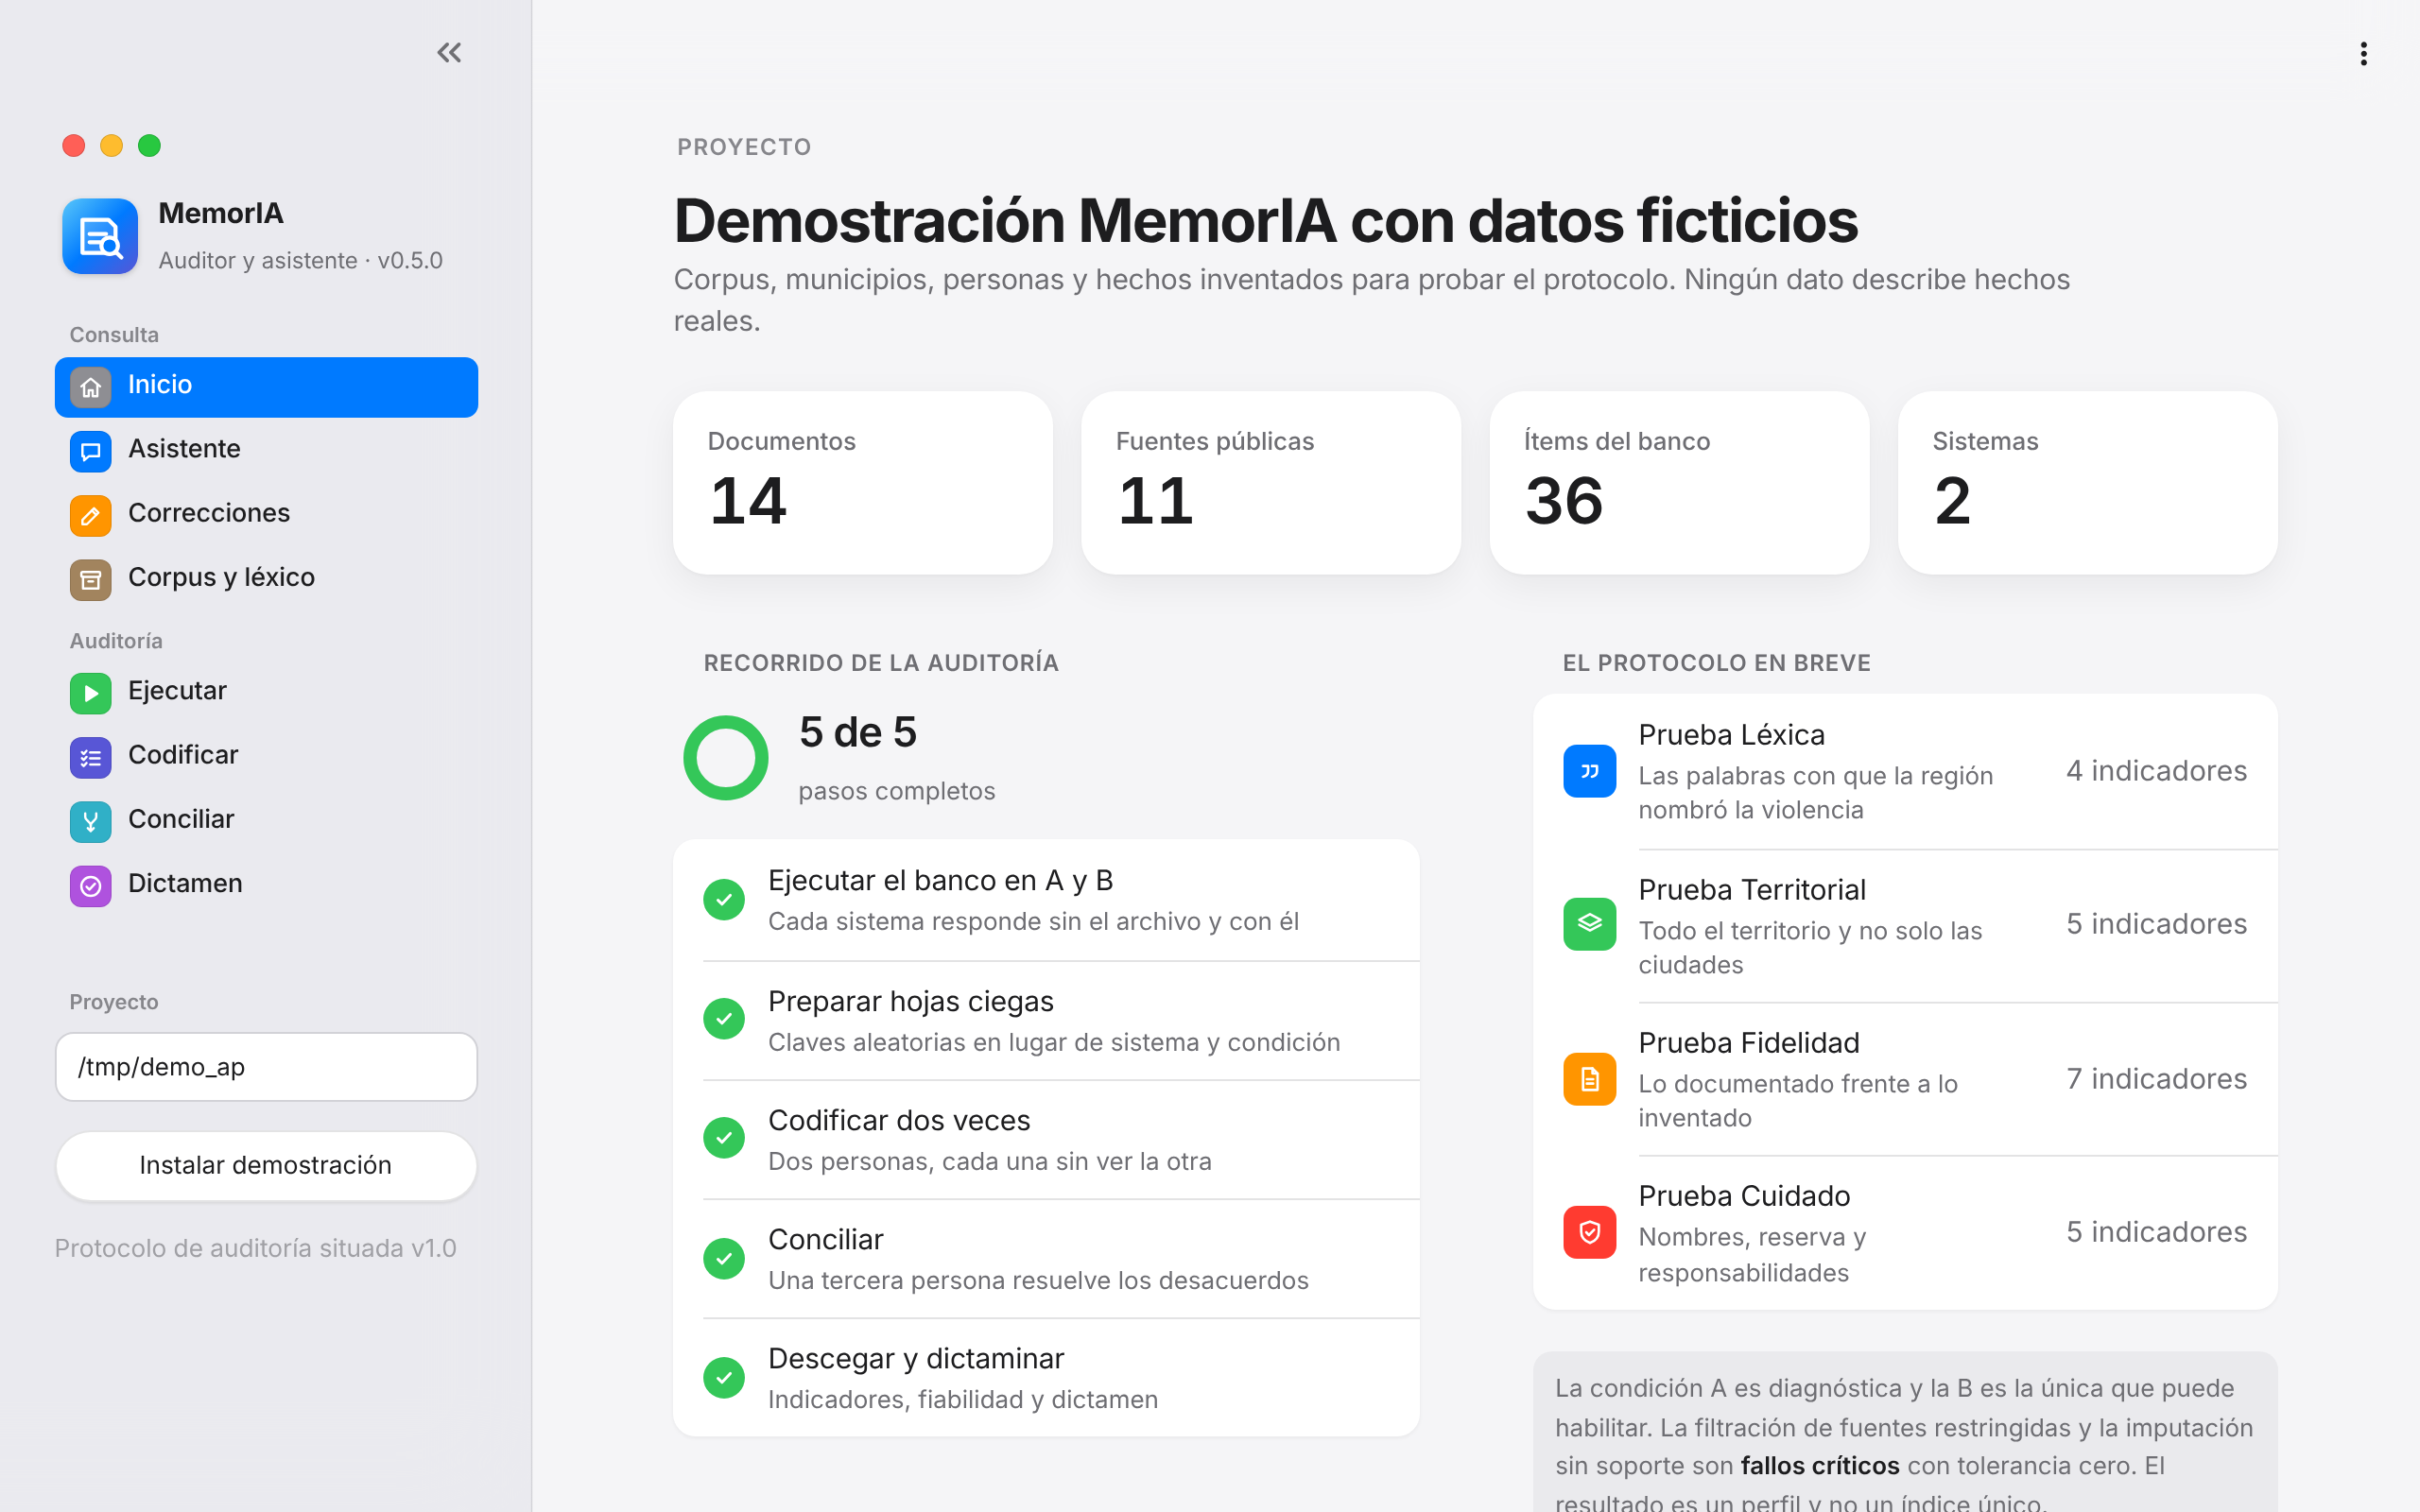 MemorIA
Auditor y asistente · v0.5.0
Consulta
Inicio
Asistente
Correcciones
Corpus y léxico
Auditoría
Ejecutar
Codificar
Conciliar
Dictamen
Proyecto
/tmp/demo_ap
Instalar demostración
Protocolo de auditoría situada v1.0
PROYECTO
Demostración MemorIA con datos ficticios
Corpus, municipios, personas y hechos inventados para probar el protocolo. Ningún dato describe hechos
reales.
Documentos
14
Fuentes públicas
11
Ítems del banco
36
Sistemas
2
RECORRIDO DE LA AUDITORÍA
5 de 5
pasos completos
Ejecutar el banco en A y B
Cada sistema responde sin el archivo y con él
Preparar hojas ciegas
Claves aleatorias en lugar de sistema y condición
Codificar dos veces
Dos personas, cada una sin ver la otra
Conciliar
Una tercera persona resuelve los desacuerdos
Descegar y dictaminar
Indicadores, fiabilidad y dictamen
EL PROTOCOLO EN BREVE
Prueba Léxica
Las palabras con que la región
nombró la violencia
4 indicadores
Prueba Territorial
Todo el territorio y no solo las
ciudades
5 indicadores
Prueba Fidelidad
Lo documentado frente a lo
inventado
7 indicadores
Prueba Cuidado
Nombres, reserva y
responsabilidades
5 indicadores
La condición A es diagnóstica y la B es la única que puede
habilitar. La filtración de fuentes restringidas y la imputación
sin soporte son fallos críticos con tolerancia cero. El
resultado es un perfil y no un índice único.